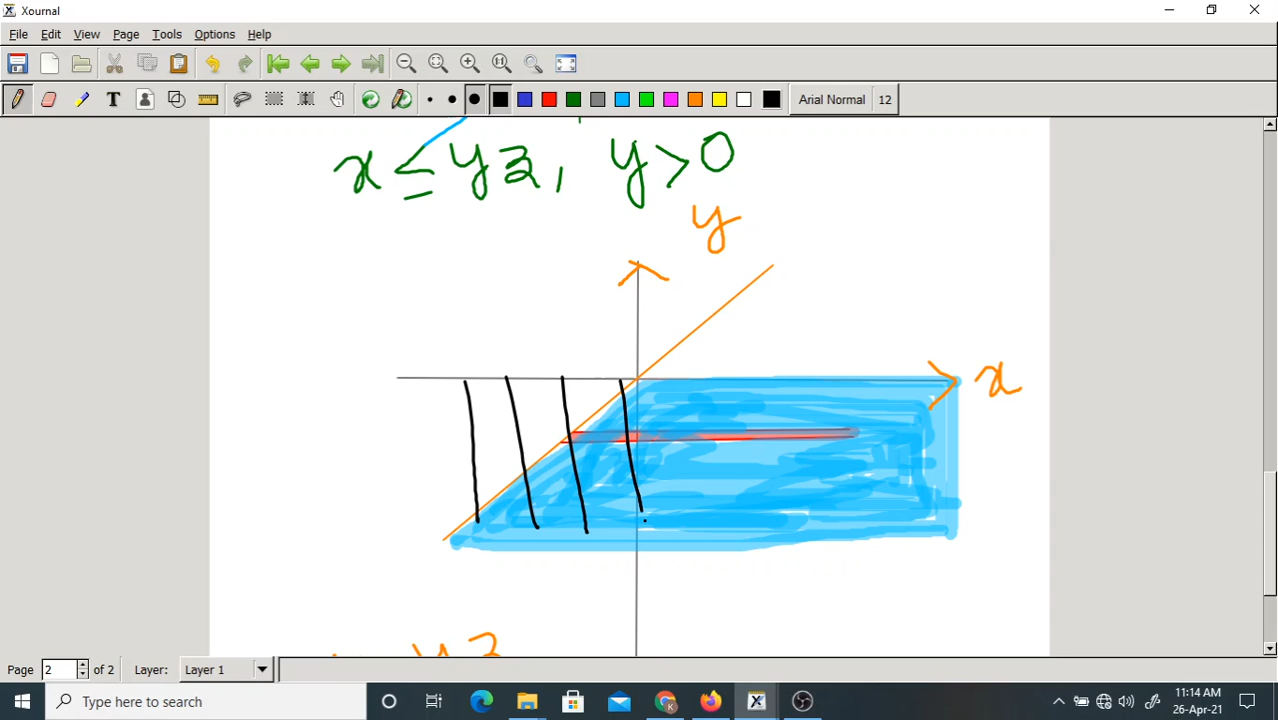 Xournal
File Edit View Page Tools Options Help
Arial Normal 12
x ≤ yz, y > 0
y
x
yz
Page 2 of 2 Layer: Layer 1
Type here to search
11:14 AM
26-Apr-21